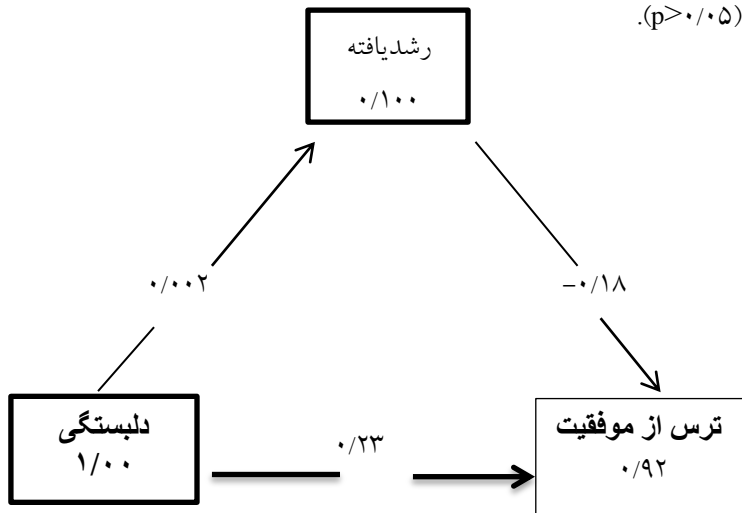 (p>۰/۰۵).
رشدیافته
۰/۱۰۰
۰/۰۰۲
-۰/۱۸
دلبستگی
۱/۰۰
۰/۲۳
ترس از موفقیت
۰/۹۲